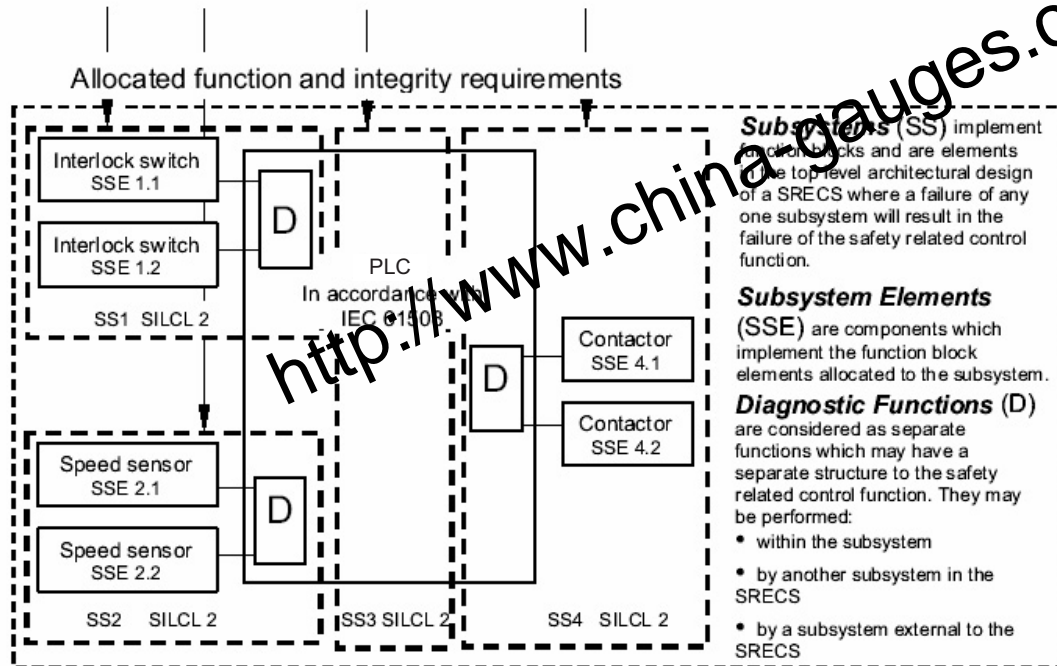 Allocated function and integrity requirements
Interlock switch
SSE 1.1
Interlock switch
SSE 1.2
D
SS1 SILCL 2
Speed sensor
SSE 2.1
Speed sensor
SSE 2.2
D
SS2 SILCL 2
PLC
In accordance with
IEC 61508
SS3 SILCL 2
D
Contactor
SSE 4.1
Contactor
SSE 4.2
SS4 SILCL 2
Subsystems (SS) implement
function blocks and are elements
in the top level architectural design
of a SRECS where a failure of any
one subsystem will result in the
failure of the safety related control
function.
Subsystem Elements
(SSE) are components which
implement the function block
elements allocated to the subsystem.
Diagnostic Functions (D)
are considered as separate
functions which may have a
separate structure to the safety
related control function. They may
be performed:
• within the subsystem
• by another subsystem in the
SRECS
• by a subsystem external to the
SRECS
http://www.china-gauges.c